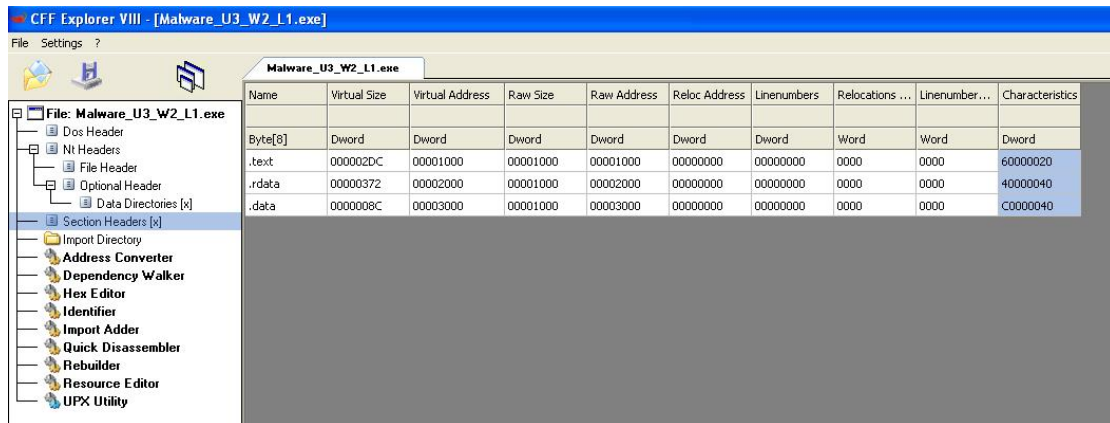 CFF Explorer VIII - [Malware_U3_W2_L1.exe]
File Settings ?
Malware_U3_W2_L1.exe
File: Malware_U3_W2_L1.exe
Dos Header
Nt Headers
File Header
Optional Header
Data Directories [x]
Section Headers [x]
Import Directory
Address Converter
Dependency Walker
Hex Editor
Identifier
Import Adder
Quick Disassembler
Rebuilder
Resource Editor
UPX Utility
Name Virtual Size Virtual Address Raw Size Raw Address Reloc Address Linenumbers Relocations ... Linenumber... Characteristics
Byte[8] Dword Dword Dword Dword Dword Dword Word Word Dword
.text 000002DC 00001000 00001000 00001000 00000000 00000000 0000 0000 60000020
.rdata 00000372 00002000 00001000 00002000 00000000 00000000 0000 0000 40000040
.data 0000008C 00003000 00001000 00003000 00000000 00000000 0000 0000 C0000040